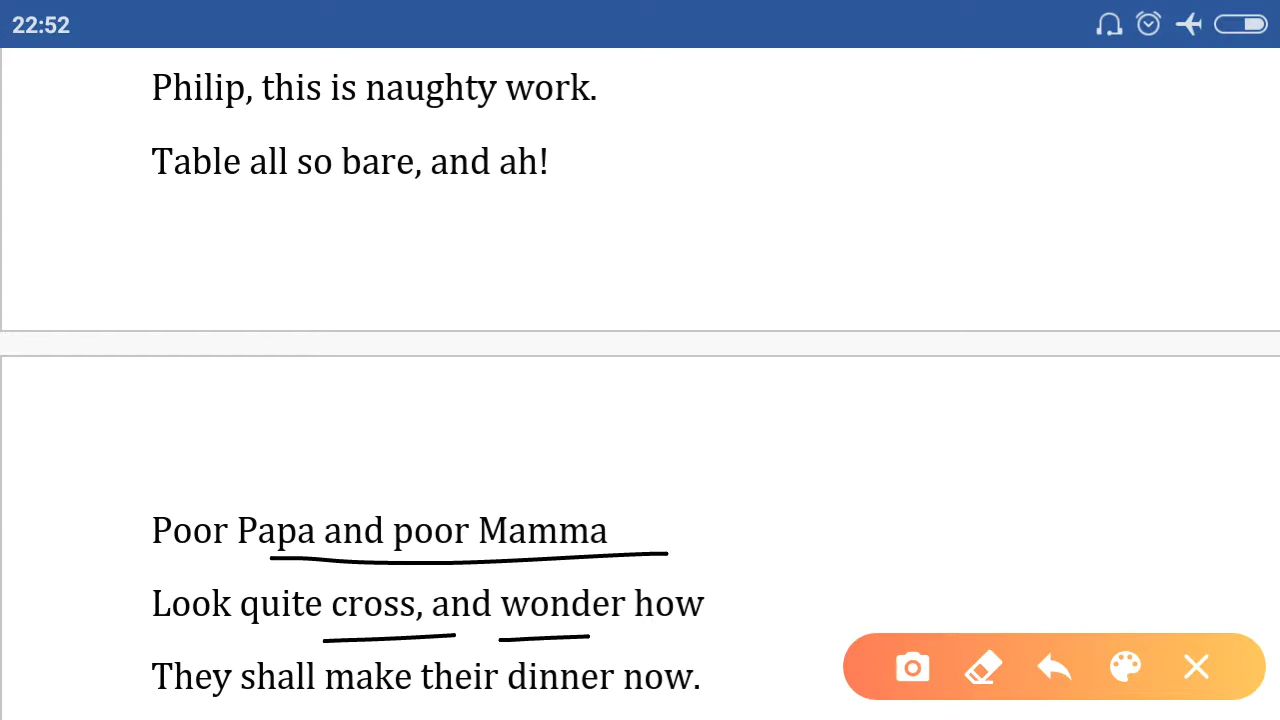 22:52
Philip, this is naughty work.
Table all so bare, and ah!
Poor Papa and poor Mamma
Look quite cross, and wonder how
They shall make their dinner now.